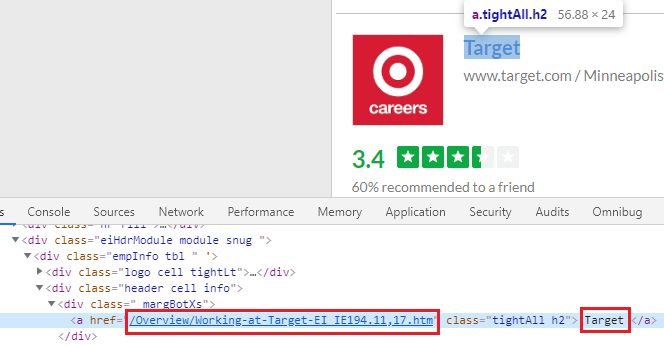 a.tightAll.h2 56.88 × 24
Target
www.target.com / Minneapolis
careers
3.4
60% recommended to a friend
Console Sources Network Performance Memory Application Security Audits Omnibug
▼<div class="eiHdrModule module snug ">
▼<div class="empInfo tbl " '>
▶<div class="logo cell tightLt">…</div>
▼<div class="header cell info">
▼<div class=" margBotXs">
<a href="/Overview/Working-at-Target-EI_IE194.11,17.htm" class="tightAll h2"> Target </a>
</div>